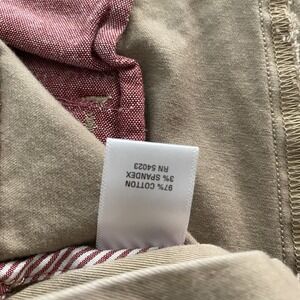 97% COTTON
3% SPANDEX
RN 54023